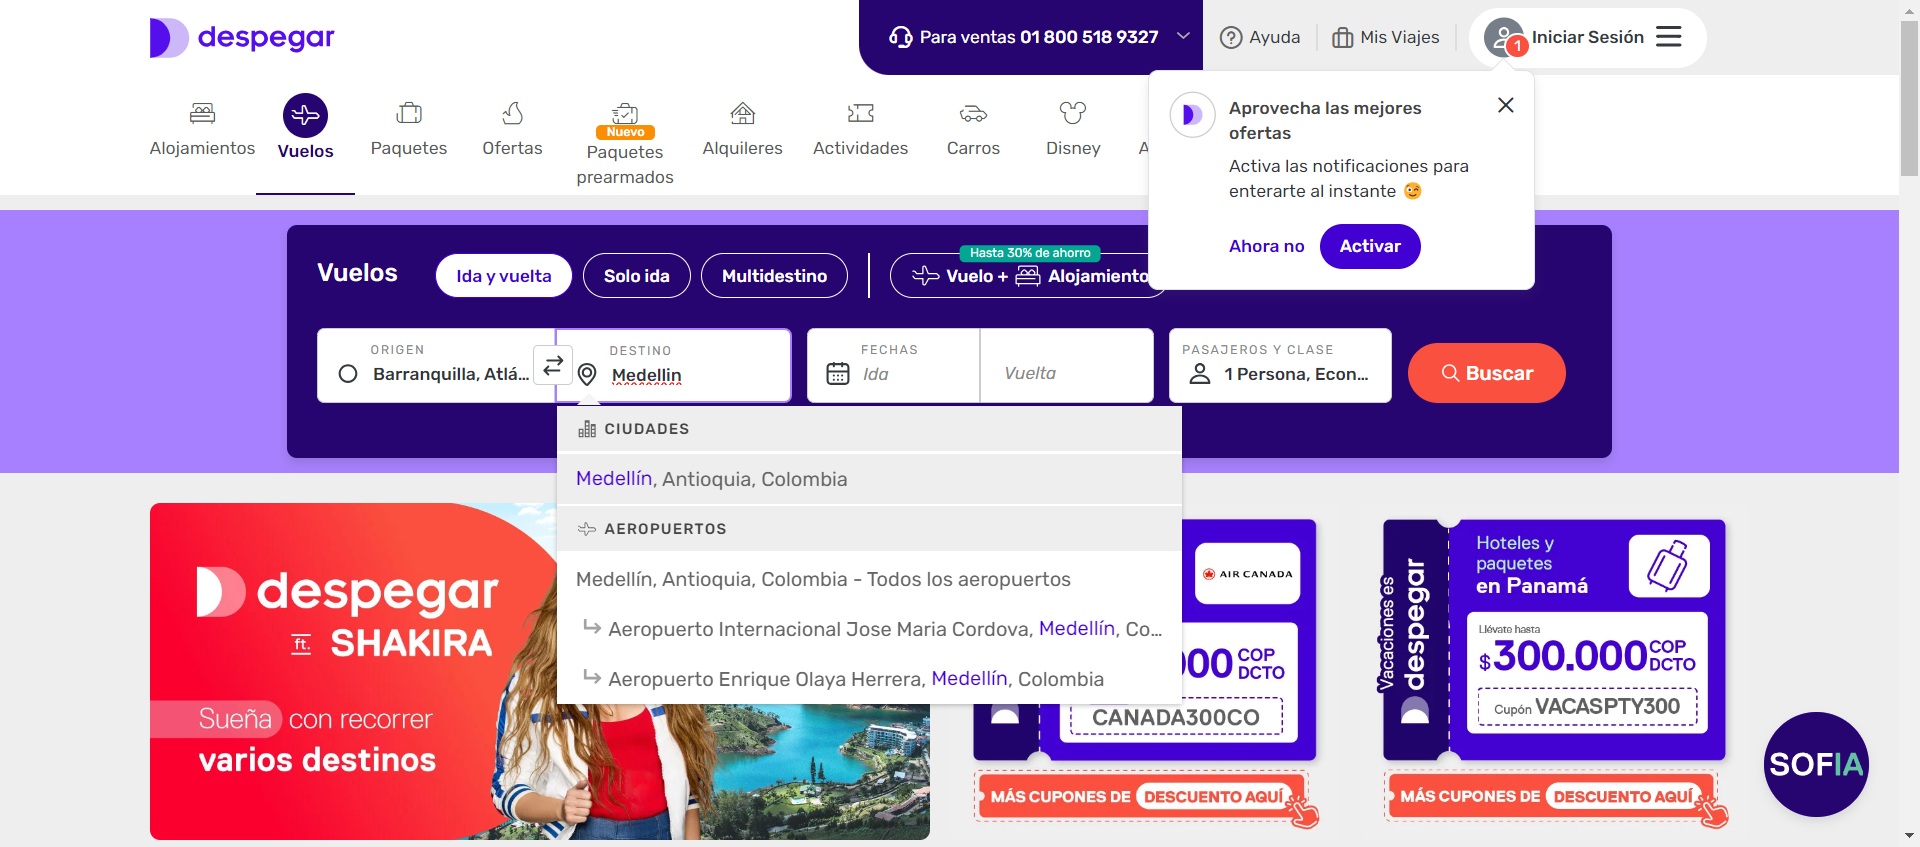 despegar
Para ventas 01 800 518 9327
Ayuda
Mis Viajes
1
Iniciar Sesión
Alojamientos
Vuelos
Paquetes
Ofertas
Nuevo
Paquetes
prearmados
Alquileres
Actividades
Carros
Disney
A
Aprovecha las mejores
ofertas
Activa las notificaciones para
enterarte al instante
Ahora no
Activar
Vuelos
Ida y vuelta
Solo ida
Multidestino
Hasta 30% de ahorro
Vuelo + Alojamiento
ORIGEN
Barranquilla, Atlá...
DESTINO
Medellin
FECHAS
Ida
Vuelta
PASAJEROS Y CLASE
1 Persona, Econ...
Buscar
CIUDADES
Medellín, Antioquia, Colombia
AEROPUERTOS
Medellín, Antioquia, Colombia - Todos los aeropuertos
Aeropuerto Internacional Jose Maria Cordova, Medellín, Co...
Aeropuerto Enrique Olaya Herrera, Medellín, Colombia
despegar
ft. SHAKIRA
Sueña con recorrer
varios destinos
AIR CANADA
COP
DCTO
CANADA300CO
MÁS CUPONES DE DESCUENTO AQUÍ
Vacaciones es
despegar
Hoteles y
paquetes
en Panamá
Llévate hasta
$300.000 COP
DCTO
Cupón VACASPTY300
MÁS CUPONES DE DESCUENTO AQUÍ
SOFIA